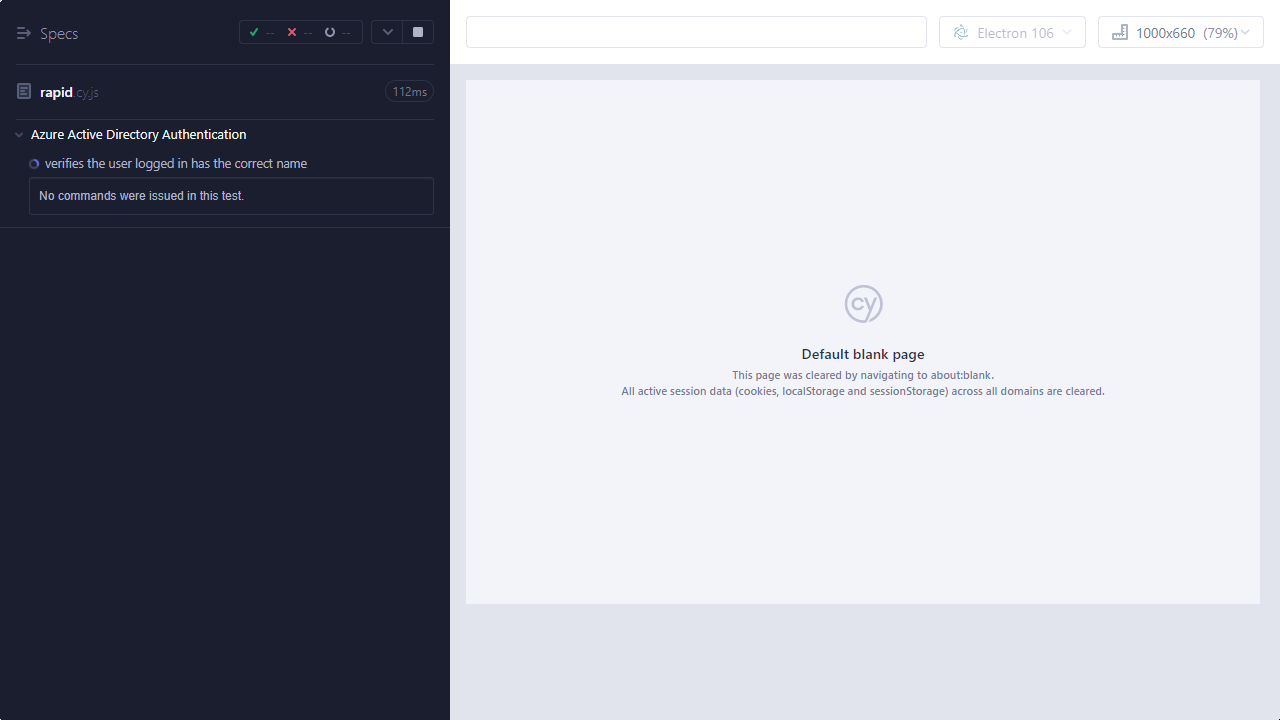 Specs
--
--
--
rapid.cy.js
112ms
Azure Active Directory Authentication
verifies the user logged in has the correct name
No commands were issued in this test.
Electron 106
1000x660 (79%)
cy
Default blank page
This page was cleared by navigating to about:blank.
All active session data (cookies, localStorage and sessionStorage) across all domains are cleared.